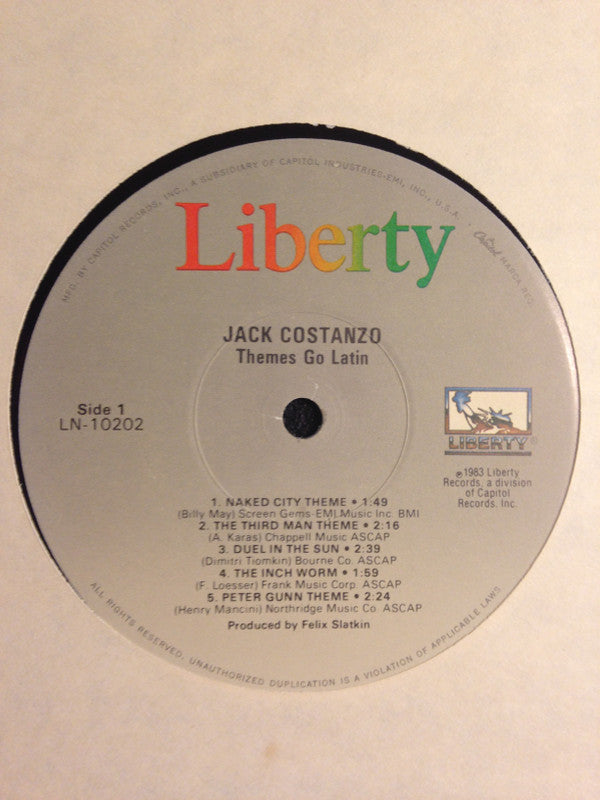 MFD. BY CAPITOL RECORDS, INC., A SUBSIDIARY OF CAPITOL INDUSTRIES-EMI, INC., U.S.A. • Capitol MARCA REG.
Liberty
JACK COSTANZO
Themes Go Latin
Side 1
LN-10202
LIBERTY®
℗1983 Liberty
Records, a division
of Capitol
Records, Inc.
1. NAKED CITY THEME • 1:49
(Billy May) Screen Gems-EMI Music Inc. BMI
2. THE THIRD MAN THEME • 2:16
(A. Karas) Chappell Music ASCAP
3. DUEL IN THE SUN • 2:39
(Dimitri Tiomkin) Bourne Co. ASCAP
4. THE INCH WORM • 1:59
(F. Loesser) Frank Music Corp. ASCAP
5. PETER GUNN THEME • 2:24
(Henry Mancini) Northridge Music Co. ASCAP
Produced by Felix Slatkin
ALL RIGHTS RESERVED. UNAUTHORIZED DUPLICATION IS A VIOLATION OF APPLICABLE LAWS